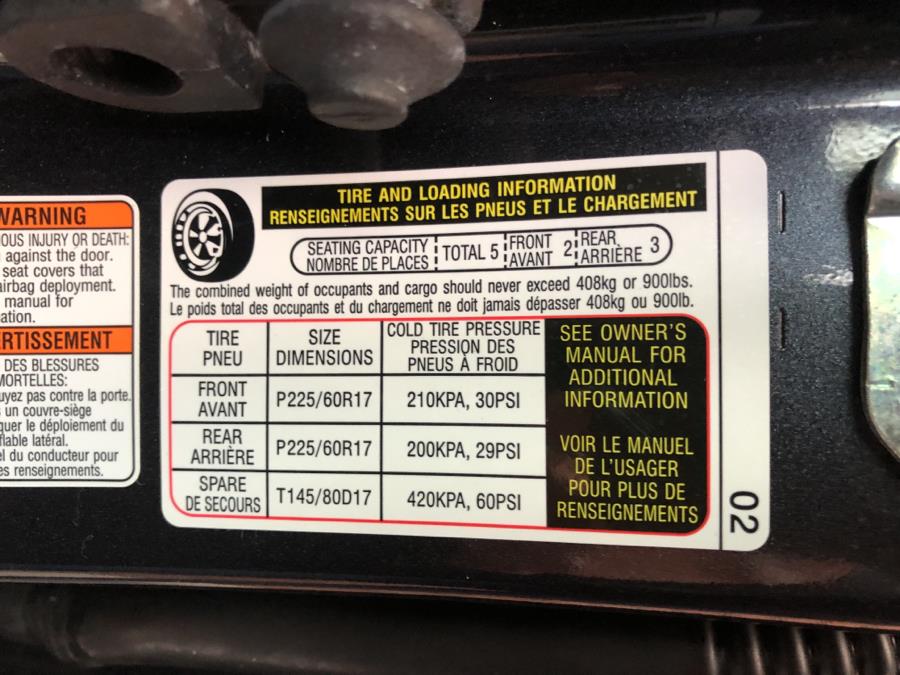 WARNING
IOUS INJURY OR DEATH:
against the door.
seat covers that
airbag deployment.
manual for
ation.
ERTISSEMENT
DES BLESSURES
MORTELLES:
uyez pas contre la porte.
un couvre-siège
quer le déploiement du
flable latéral.
el du conducteur pour
es renseignements.
TIRE AND LOADING INFORMATION
RENSEIGNEMENTS SUR LES PNEUS ET LE CHARGEMENT
SEATING CAPACITY
NOMBRE DE PLACES
TOTAL 5
FRONT
AVANT 2
REAR
ARRIÈRE 3
The combined weight of occupants and cargo should never exceed 408kg or 900lbs.
Le poids total des occupants et du chargement ne doit jamais dépasser 408kg ou 900lb.
TIRE
PNEU
SIZE
DIMENSIONS
COLD TIRE PRESSURE
PRESSION DES
PNEUS À FROID
FRONT
AVANT
P225/60R17
210KPA, 30PSI
REAR
ARRIÈRE
P225/60R17
200KPA, 29PSI
SPARE
DE SECOURS
T145/80D17
420KPA, 60PSI
SEE OWNER'S
MANUAL FOR
ADDITIONAL
INFORMATION
VOIR LE MANUEL
DE L'USAGER
POUR PLUS DE
RENSEIGNEMENTS
02